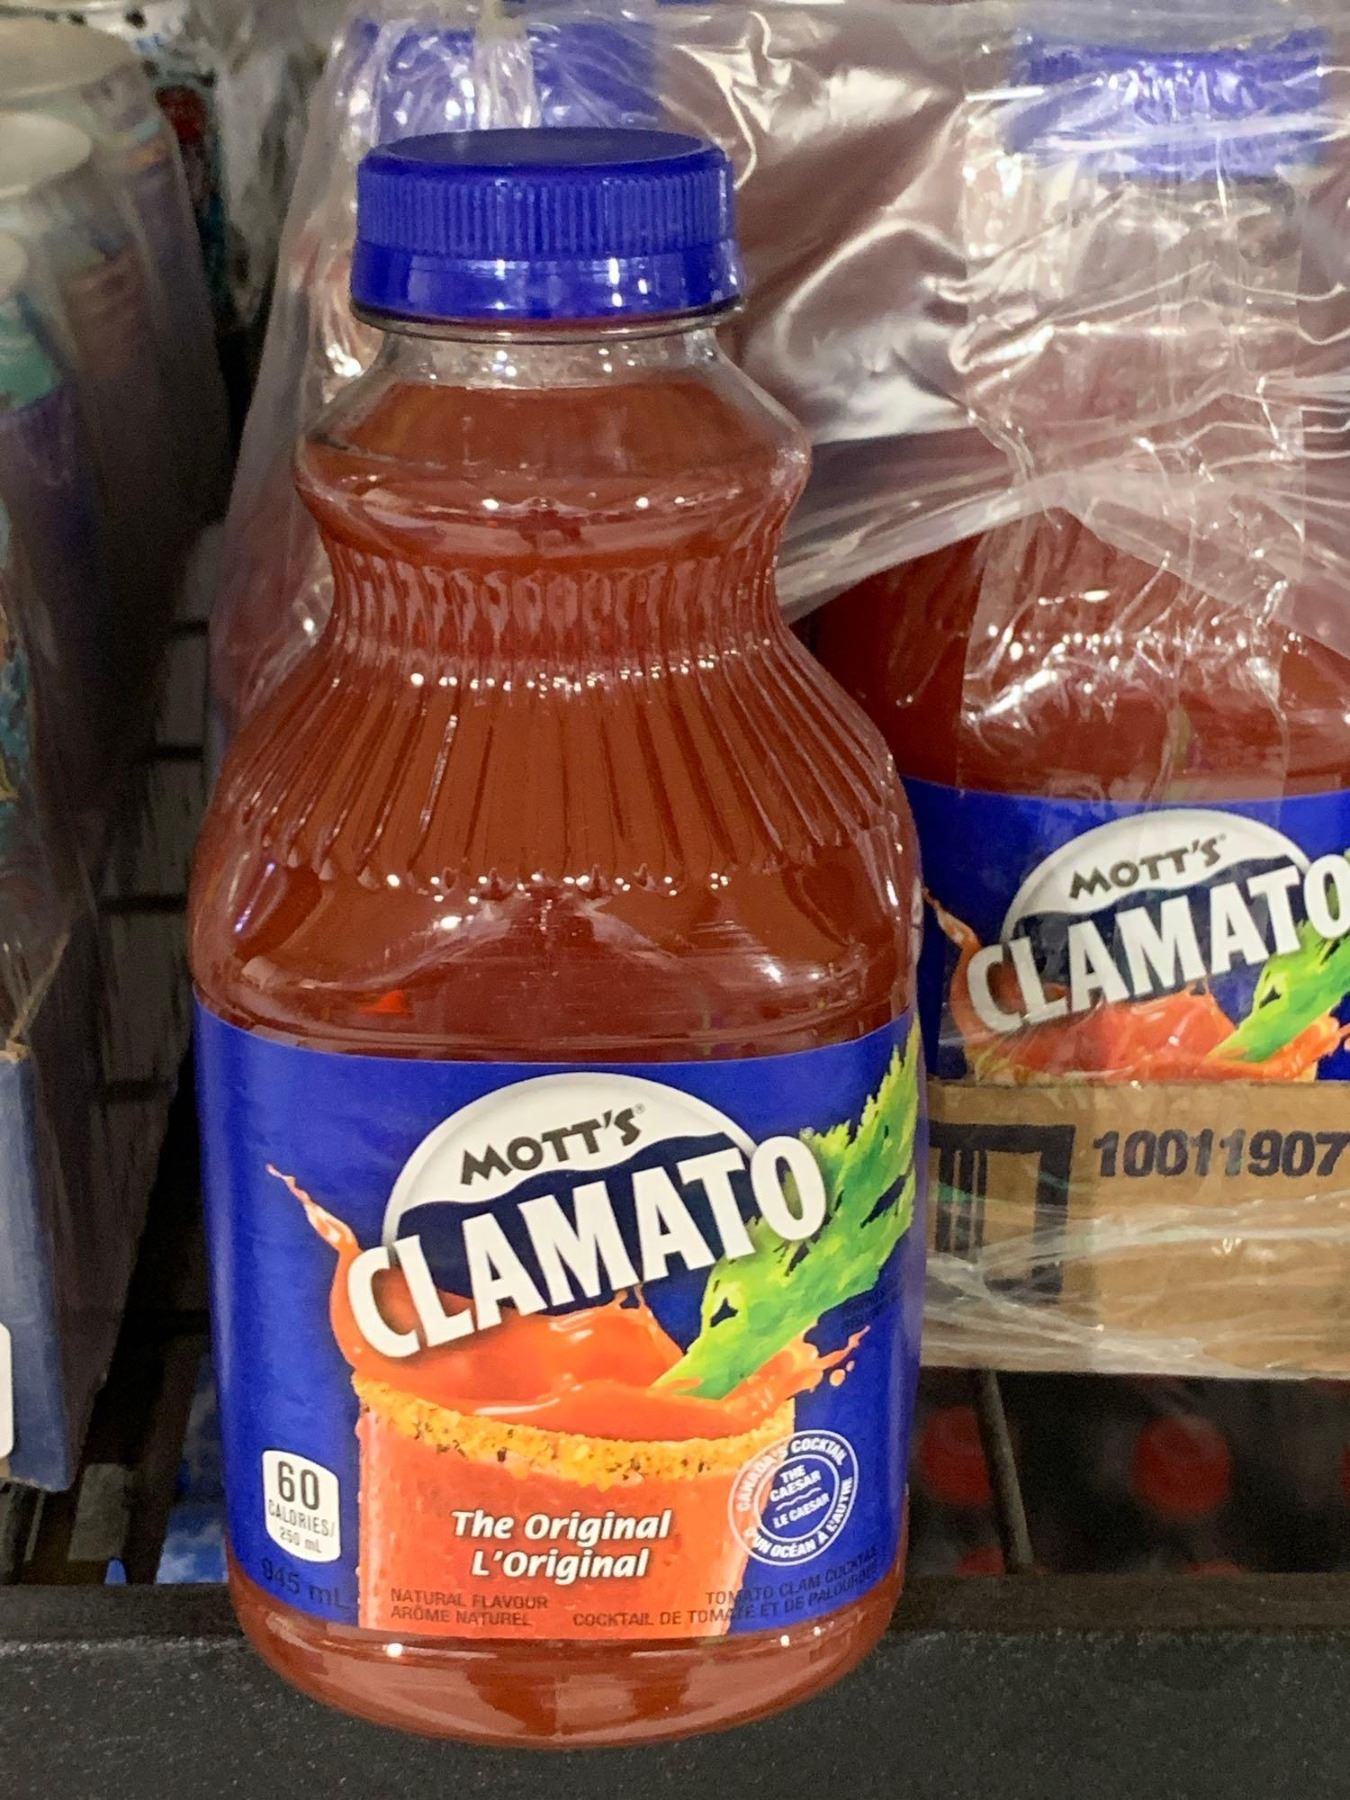 MOTT'S
CLAMATO
MOTT'S®
CLAMATO®
10011907
60
CALORIES/
250 mL
945 mL
The Original
L'Original
CANADA'S COCKTAIL
THE
CAESAR
LE CAESAR
D'UN OCÉAN À L'AUTRE
NATURAL FLAVOUR
ARÔME NATUREL
TOMATO CLAM COCKTAIL
COCKTAIL DE TOMATE ET DE PALOURDE